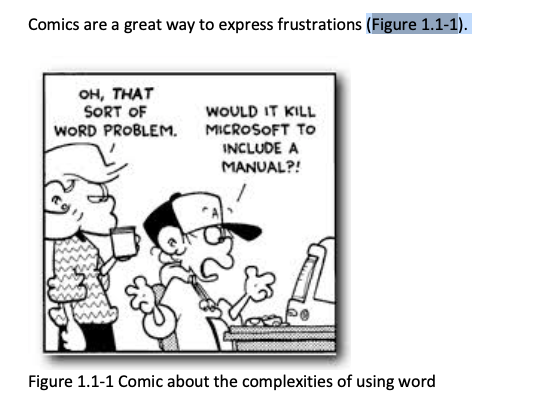 Comics are a great way to express frustrations (Figure 1.1-1).
OH, THAT
SORT OF
WORD PROBLEM.
WOULD IT KILL
MICROSOFT TO
INCLUDE A
MANUAL?!
A
Figure 1.1-1 Comic about the complexities of using word